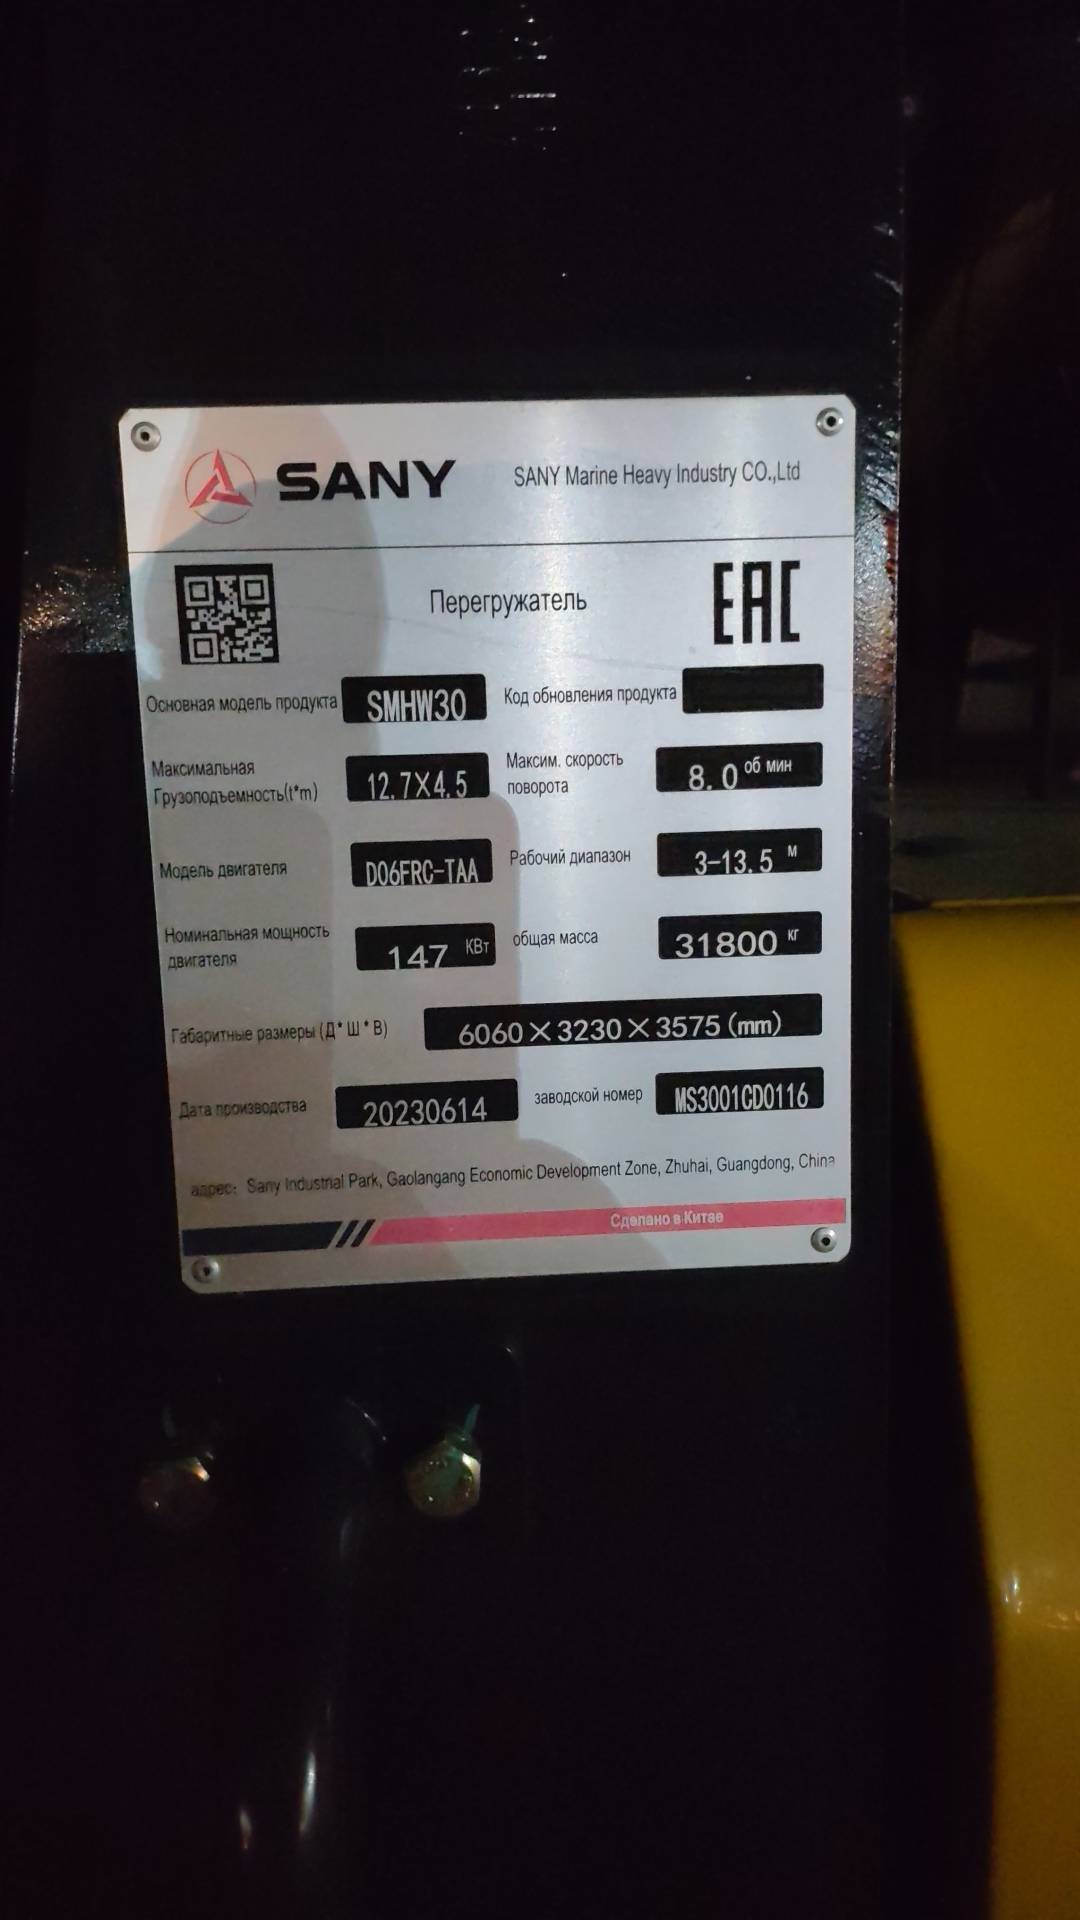 SANY SANY Marine Heavy Industry CO.,Ltd
Перегружатель EAC
Основная модель продукта SMHW30 Код обновления продукта
Максимальная Грузоподъемность(t*m) 12.7X4.5 Максим. скорость поворота 8.0 об мин
Модель двигателя D06FRC-TAA Рабочий диапазон 3-13.5 м
Номинальная мощность двигателя 147 КВт общая масса 31800 кг
Габаритные размеры (Д* Ш * В) 6060×3230×3575(mm)
Дата производства 20230614 заводской номер MS3001CD0116
адрес: Sany Industrial Park, Gaolangang Economic Development Zone, Zhuhai, Guangdong, China
Сделано в Китае